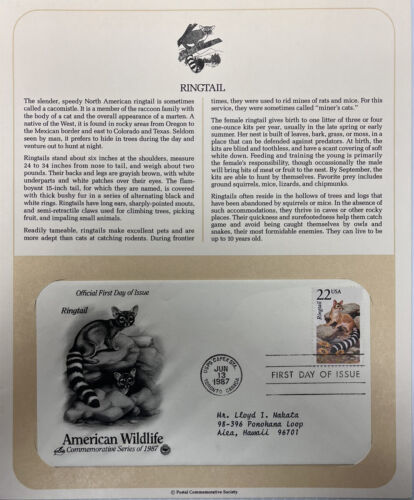 RINGTAIL
The slender, speedy North American ringtail is sometimes
called a cacomistle. It is a member of the raccoon family with
the body of a cat and the overall appearance of a marten. A
native of the West, it is found in rocky areas from Oregon to
the Mexican border and east to Colorado and Texas. Seldom
seen by man, it prefers to hide in trees during the day and
venture out to hunt at night.
Ringtails stand about six inches at the shoulders, measure
24 to 34 inches from nose to tail, and weigh about two
pounds. Their backs and legs are grayish brown, with white
underparts and white patches over their eyes. The flam-
boyant 15-inch tail, for which they are named, is covered
with thick bushy fur in a series of alternating black and
white rings. Ringtails have long ears, sharply-pointed snouts,
and semi-retractile claws used for climbing trees, picking
fruit, and impaling small animals.
Readily tameable, ringtails make excellent pets and are
more adept than cats at catching rodents. During frontier
times, they were used to rid mines of rats and mice. For this
service, they were sometimes called "miner's cats."
The female ringtail gives birth to one litter of three or four
one-ounce kits per year, usually in the late spring or early
summer. Her nest is built of leaves, bark, grass, or moss, in a
place that can be defended against predators. At birth, the
kits are blind and toothless, and have a scant covering of soft
white down. Feeding and training the young is primarily
the female's responsibility, though occasionally the male
will bring bits of meat or fruit to the nest. By September, the
kits are able to hunt by themselves. Favorite prey includes
ground squirrels, mice, lizards, and chipmunks.
Ringtails often reside in the hollows of trees and logs that
have been abandoned by squirrels or mice. In the absence of
such accommodations, they thrive in caves or other rocky
places. Their quickness and surefootedness help them catch
game and avoid being caught themselves by owls and
snakes, their most formidable enemies. They can live to be
up to 10 years old.
Official First Day of Issue
Ringtail
22 USA
Ringtail
USPS CAPEX STA.
JUN
13
1987
TORONTO CANADA
FIRST DAY OF ISSUE
Mr. Lloyd I. Nakata
98-396 Ponohana Loop
Aiea, Hawaii 96701
American Wildlife
Commemorative Series of 1987
© Postal Commemorative Society